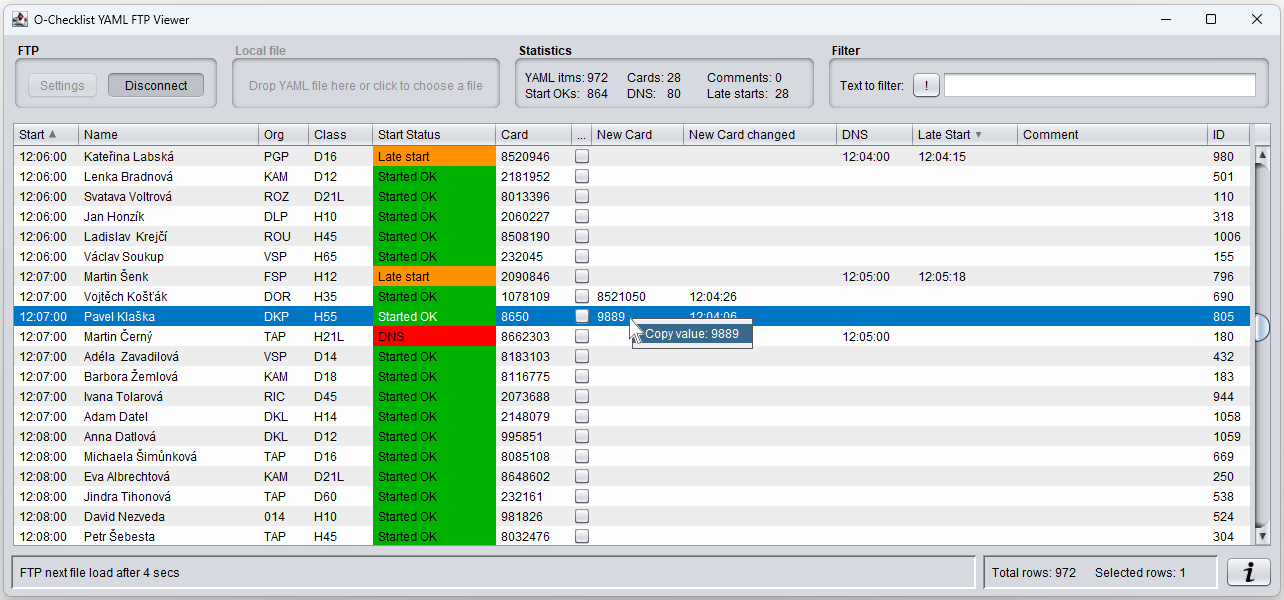 O-Checklist YAML FTP Viewer
FTP Local file Statistics Filter
Settings Disconnect Drop YAML file here or click to choose a file YAML itms: 972 Cards: 28 Comments: 0 Text to filter: !
Start OKs: 864 DNS: 80 Late starts: 28
Start ▲ Name Org Class Start Status Card ... New Card New Card changed DNS Late Start ▼ Comment ID
12:06:00 Kateřina Labská PGP D16 Late start 8520946 12:04:00 12:04:15 980
12:06:00 Lenka Bradnová KAM D12 Started OK 2181952 501
12:06:00 Svatava Voltrová ROZ D21L Started OK 8013396 110
12:06:00 Jan Honzík DLP H10 Started OK 2060227 318
12:06:00 Ladislav Krejčí ROU H45 Started OK 8508190 1006
12:06:00 Václav Soukup VSP H65 Started OK 232045 155
12:07:00 Martin Šenk FSP H12 Late start 2090846 12:05:00 12:05:18 796
12:07:00 Vojtěch Košťák DOR H35 Started OK 1078109 8521050 12:04:26 690
12:07:00 Pavel Klaška DKP H55 Started OK 8650 9889 12:04:06 805
Copy value: 9889
12:07:00 Martin Černý TAP H21L DNS 8662303 12:05:00 180
12:07:00 Adéla Zavadilová VSP D14 Started OK 8183103 432
12:07:00 Barbora Žemlová KAM D18 Started OK 8116775 183
12:07:00 Ivana Tolarová RIC D45 Started OK 2073688 944
12:07:00 Adam Datel DKL H14 Started OK 2148079 1058
12:08:00 Anna Datlová DKL D12 Started OK 995851 1059
12:08:00 Michaela Šimůnková TAP D16 Started OK 8085108 669
12:08:00 Eva Albrechtová KAM D21L Started OK 8648602 250
12:08:00 Jindra Tihonová TAP D60 Started OK 232161 538
12:08:00 David Nezveda 014 H10 Started OK 981826 524
12:08:00 Petr Šebesta TAP H45 Started OK 8032476 304
FTP next file load after 4 secs Total rows: 972 Selected rows: 1 i